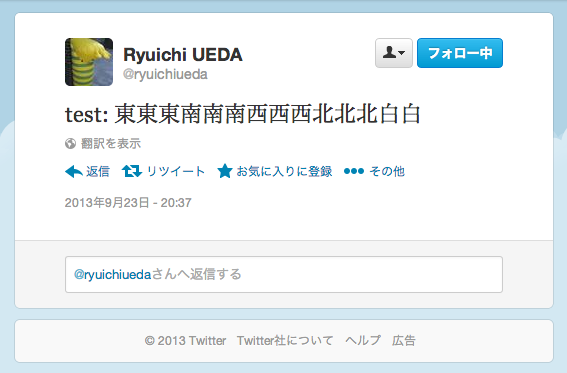 Ryuichi UEDA
@ryuichiueda
フォロー中
test: 東東東南南南西西西北北北白白
翻訳を表示
返信 リツイート お気に入りに登録 その他
2013年9月23日 - 20:37
@ryuichiuedaさんへ返信する
© 2013 Twitter Twitter社について ヘルプ 広告